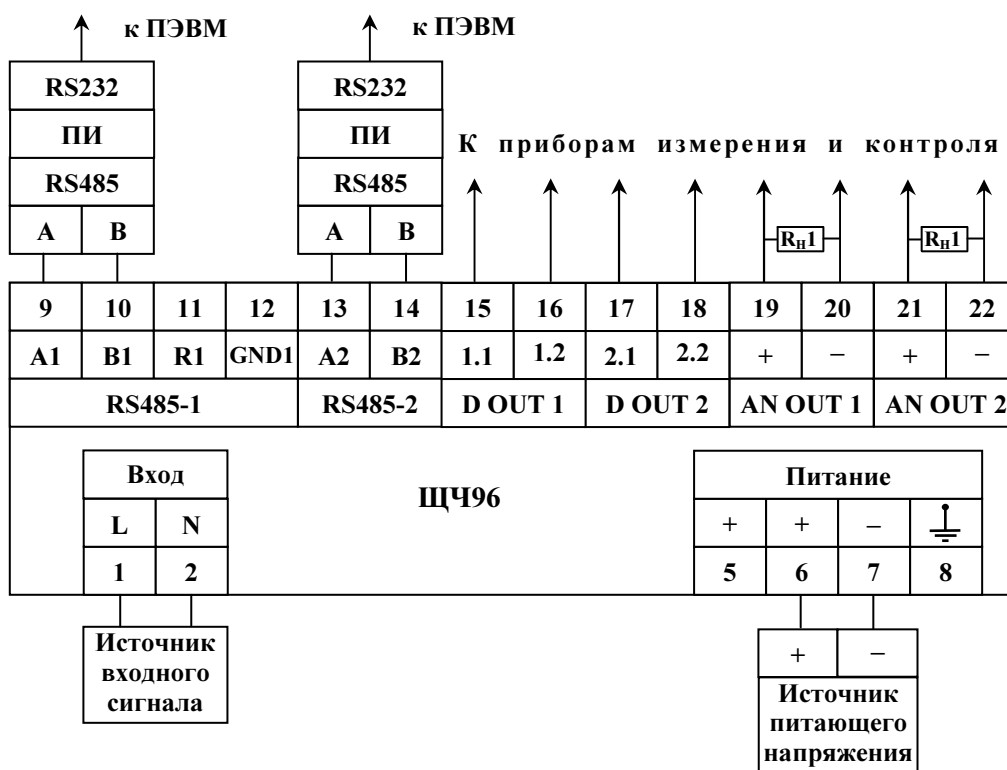 к ПЭВМ к ПЭВМ
RS232 RS232
ПИ ПИ
К приборам измерения и контроля
RS485 RS485
A B A B
Rн1 Rн1
9 10 11 12 13 14 15 16 17 18 19 20 21 22
A1 B1 R1 GND1 A2 B2 1.1 1.2 2.1 2.2 + − + −
RS485-1 RS485-2 D OUT 1 D OUT 2 AN OUT 1 AN OUT 2
Вход ЩЧ96 Питание
L N + + −
1 2 5 6 7 8
Источник
входного
сигнала
+ −
Источник
питающего
напряжения